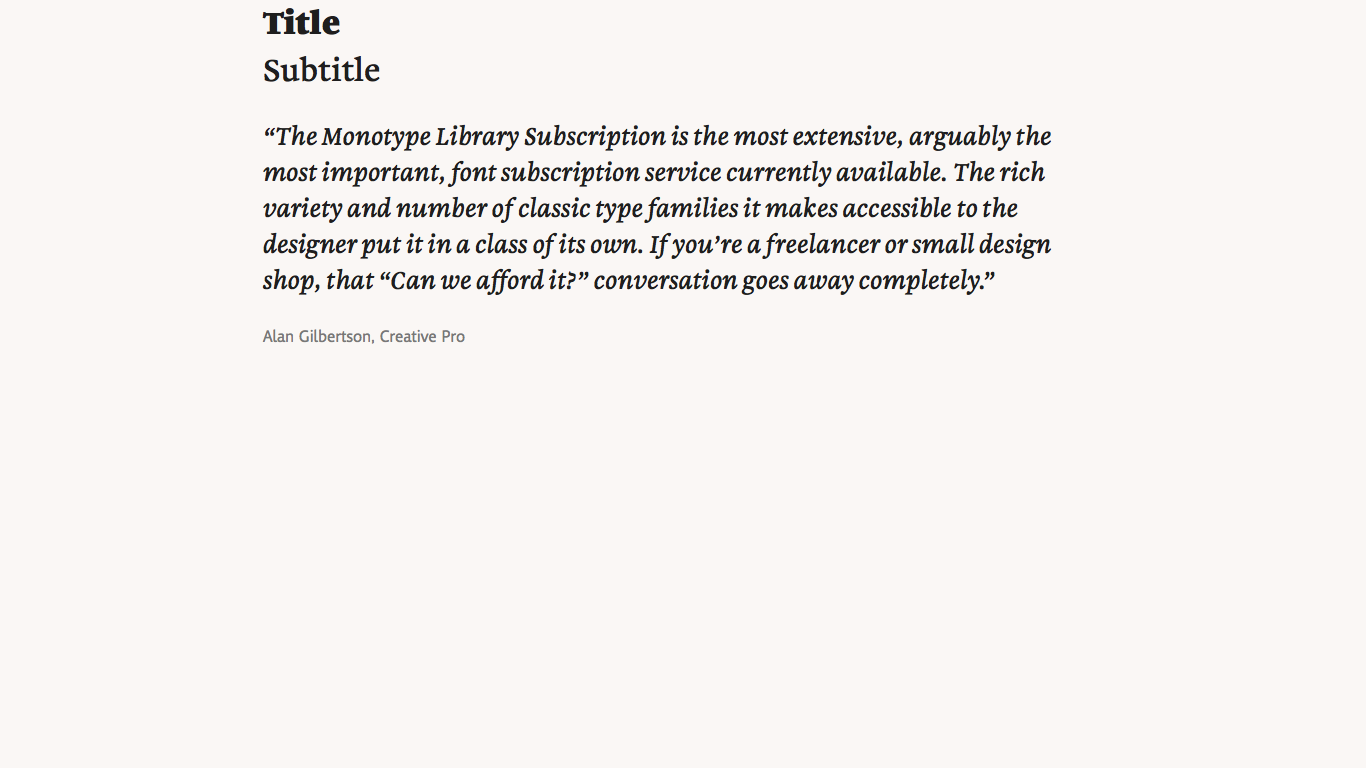 Title
Subtitle
“The Monotype Library Subscription is the most extensive, arguably the
most important, font subscription service currently available. The rich
variety and number of classic type families it makes accessible to the
designer put it in a class of its own. If you’re a freelancer or small design
shop, that “Can we afford it?” conversation goes away completely.”
Alan Gilbertson, Creative Pro